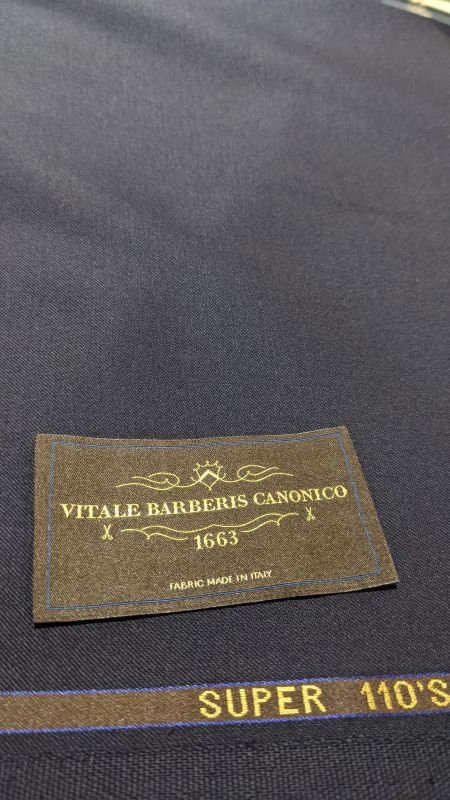 VITALE BARBERIS CANONICO
1663
FABRIC MADE IN ITALY
SUPER 110'S